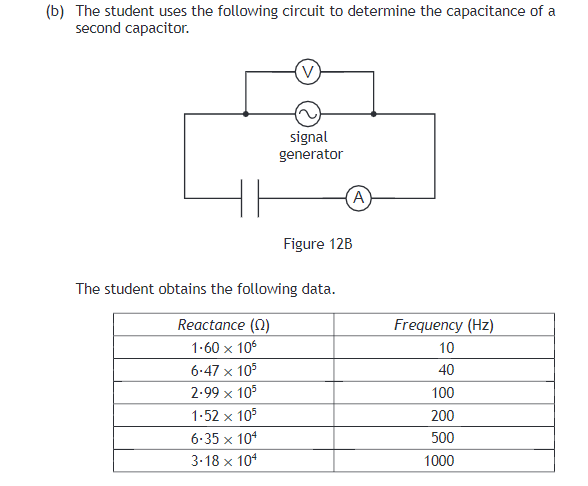 (b) The student uses the following circuit to determine the capacitance of a
second capacitor.
V
signal
generator
A
Figure 12B
The student obtains the following data.
Reactance (Ω) Frequency (Hz)
1·60 × 10⁶ 10
6·47 × 10⁵ 40
2·99 × 10⁵ 100
1·52 × 10⁵ 200
6·35 × 10⁴ 500
3·18 × 10⁴ 1000